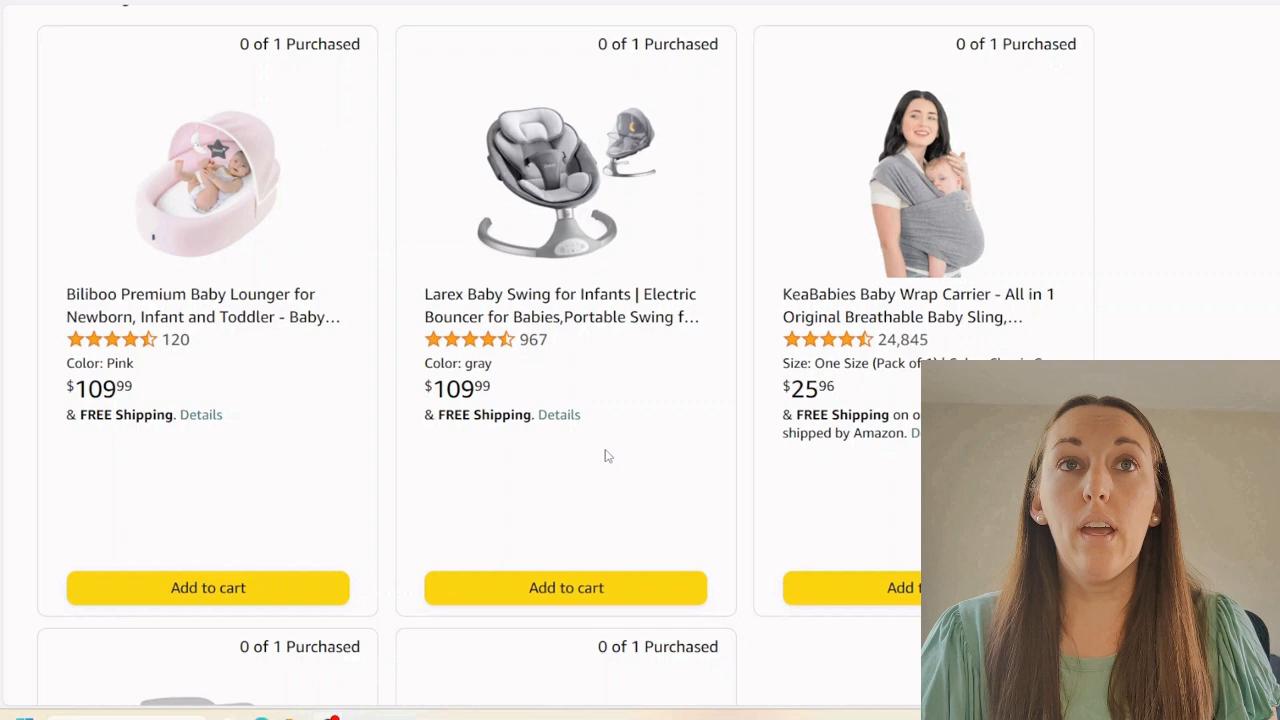 0 of 1 Purchased
Biliboo Premium Baby Lounger for
Newborn, Infant and Toddler - Baby...
120
Color: Pink
$109.99
& FREE Shipping. Details
Add to cart
0 of 1 Purchased
Larex Baby Swing for Infants | Electric
Bouncer for Babies,Portable Swing f...
967
Color: gray
$109.99
& FREE Shipping. Details
Add to cart
0 of 1 Purchased
KeaBabies Baby Wrap Carrier - All in 1
Original Breathable Baby Sling,...
24,845
Size: One Size (Pack of
$25.96
& FREE Shipping on o
shipped by Amazon. D
Add t
0 of 1 Purchased
0 of 1 Purchased